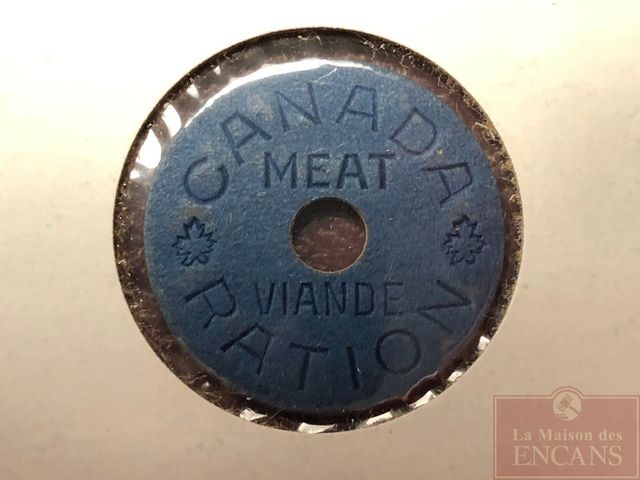 CANADA
MEAT
VIANDE
RATION
La Maison des
ENCANS